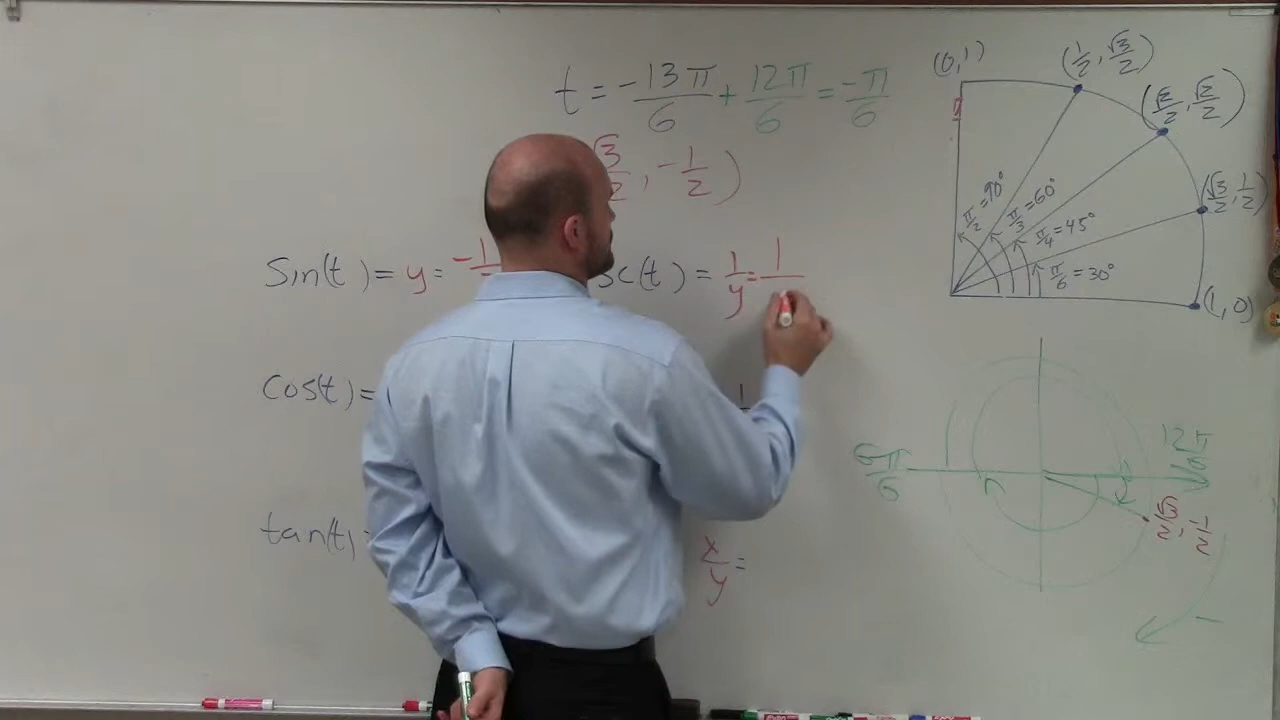 t = -13π/6 + 12π/6 = -π/6
√3/2, -1/2)
Sin(t) = y = -1
sc(t) = 1/y = 1
Cos(t) =
1
tan(t)
x/y =
(0,1)
(1/2, √3/2)
(√2/2, √2/2)
(√3/2, 1/2)
(1,0)
π/2 = 90°
π/3 = 60°
π/4 = 45°
π/6 = 30°
6π/6
12π/6
√3/2, -1/2